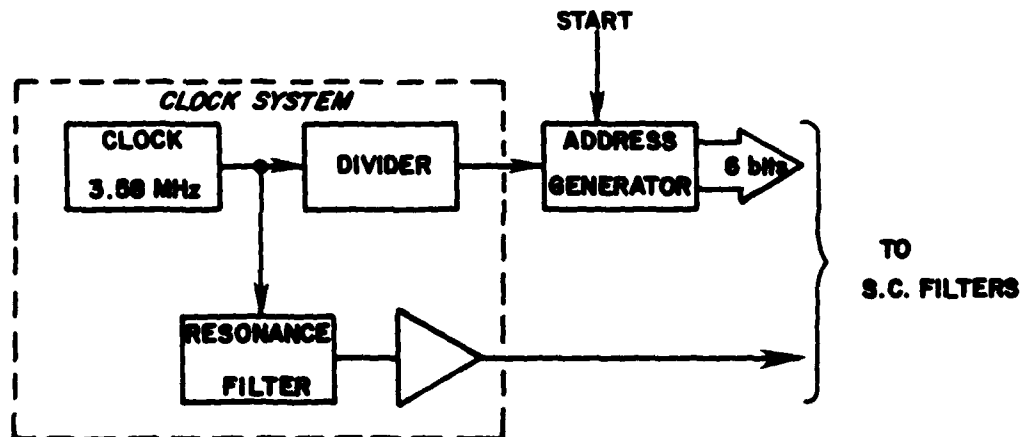 START
CLOCK SYSTEM
CLOCK
3.58 MHz
DIVIDER
ADDRESS
GENERATOR
6 bits
TO
S.C. FILTERS
RESONANCE
FILTER